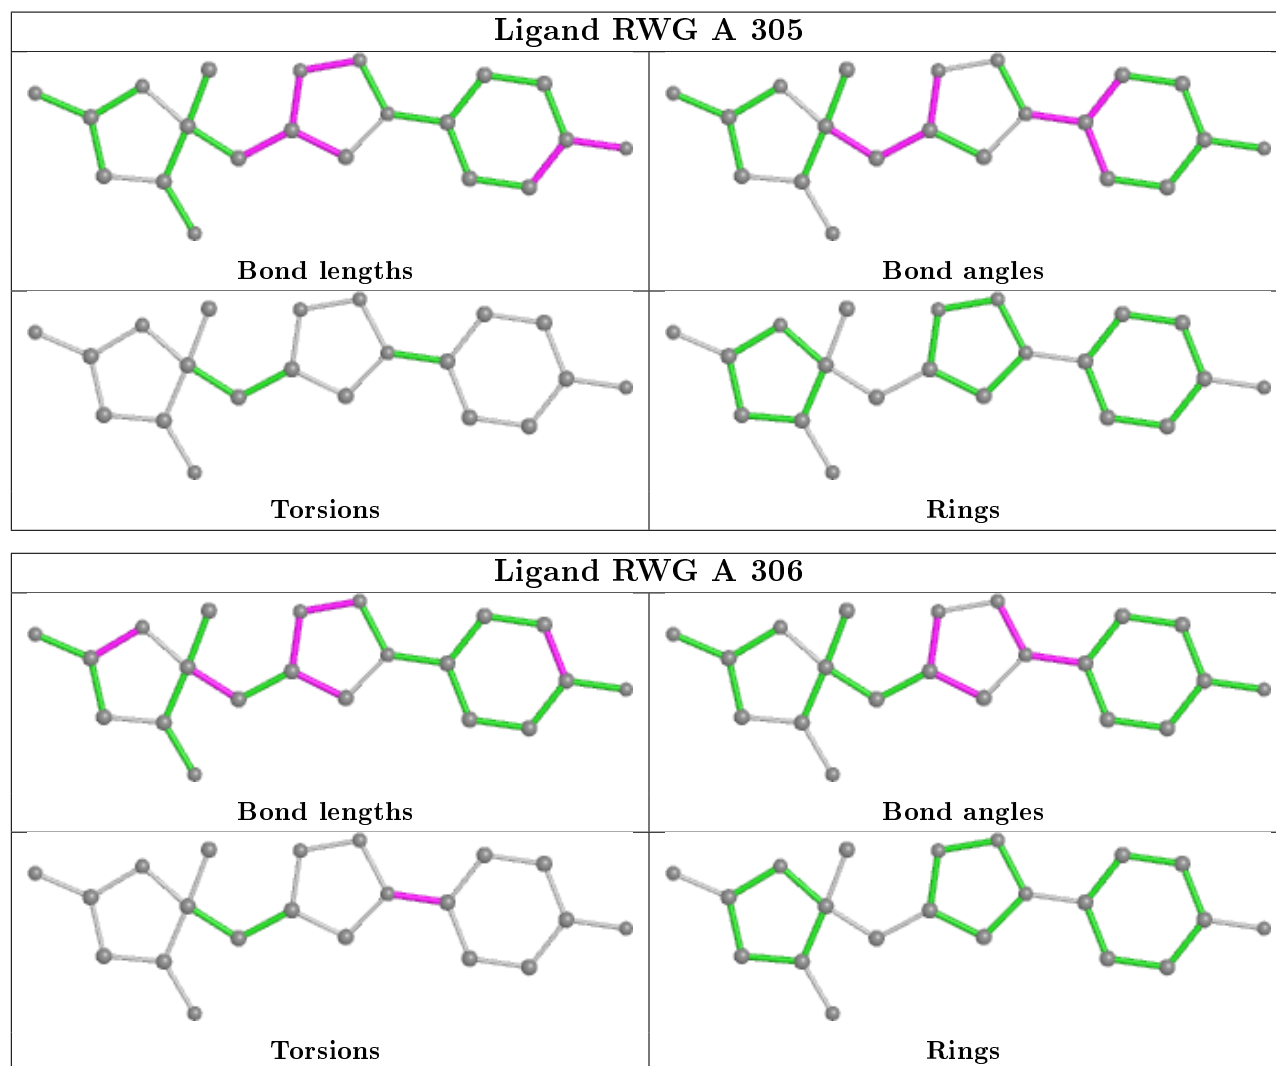 Ligand RWG A 305
Bond lengths
Bond angles
Torsions
Rings
Ligand RWG A 306
Bond lengths
Bond angles
Torsions
Rings